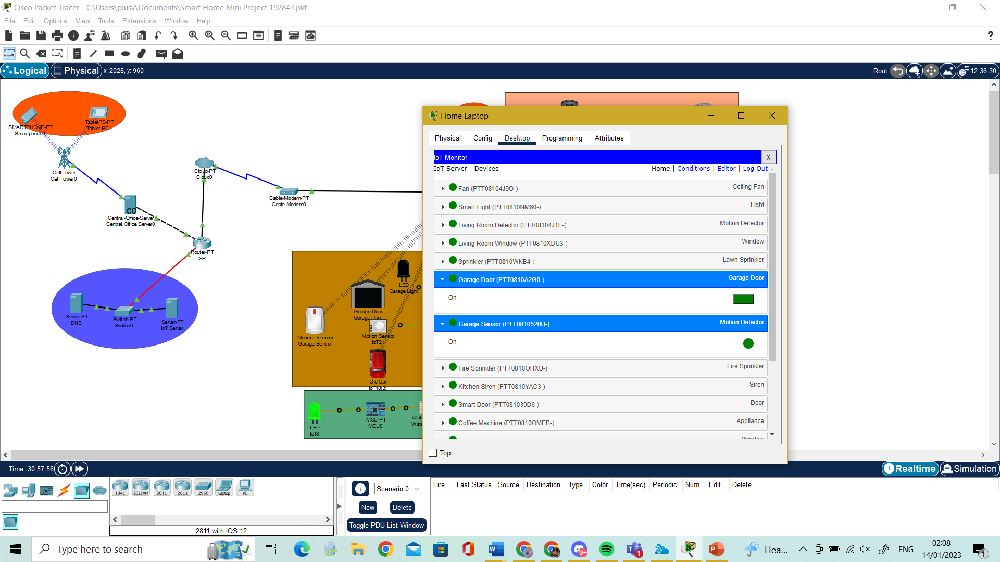 Cisco Packet Tracer - C:\Users\piusv\Documents\Smart Home Mini Project 192847.pkt
File Edit Options View Tools Extensions Window Help
?
Logical Physical x: 2028, y: 960
Root 12:36:30
SMARTPHONE-PT
Smartphone0
TabletPC-PT
Tablet PC1
Cell-Tower
Cell Tower0
Cloud-PT
Cloud0
Cable-Modem-PT
Cable Modem0
CO
Central-Office-Server
Central Office Server0
Router-PT
ISP
Server-PT
DNS
Switch-PT
Switch0
Server-PT
IoT Server
LED
Garage Light
Garage Door
Garage Door
Motion Detector
Garage Sensor
Motion Sensor
IoT21
Old Car
IoT18(3)
LED
IoT8
MCU-PT
MCU0
Home Laptop
Physical Config Desktop Programming Attributes
IoT Monitor X
IoT Server - Devices Home | Conditions | Editor | Log Out
Fan (PTT08104J9O-) Ceiling Fan
Smart Light (PTT0810NM60-) Light
Living Room Detector (PTT08104J1E-) Motion Detector
Living Room Window (PTT0810XDU3-) Window
Sprinkler (PTT0810WKB4-) Lawn Sprinkler
Garage Door (PTT0810A2G0-) Garage Door
On
Garage Sensor (PTT0810520U-) Motion Detector
On
Fire Sprinkler (PTT0810OHXU-) Fire Sprinkler
Kitchen Siren (PTT0810YAC3-) Siren
Smart Door (PTT081039D6-) Door
Coffee Machine (PTT0810OMEB-) Appliance
Window
Top
Time: 30:57:56
Realtime Simulation
1841 2621XM 2811 2811 2960 Laptop PC
2811 with IOS 12
Scenario 0
New Delete
Toggle PDU List Window
Fire Last Status Source Destination Type Color Time(sec) Periodic Num Edit Delete
Type here to search
+9
1
Hea...
ENG
02:08
14/01/2023
1